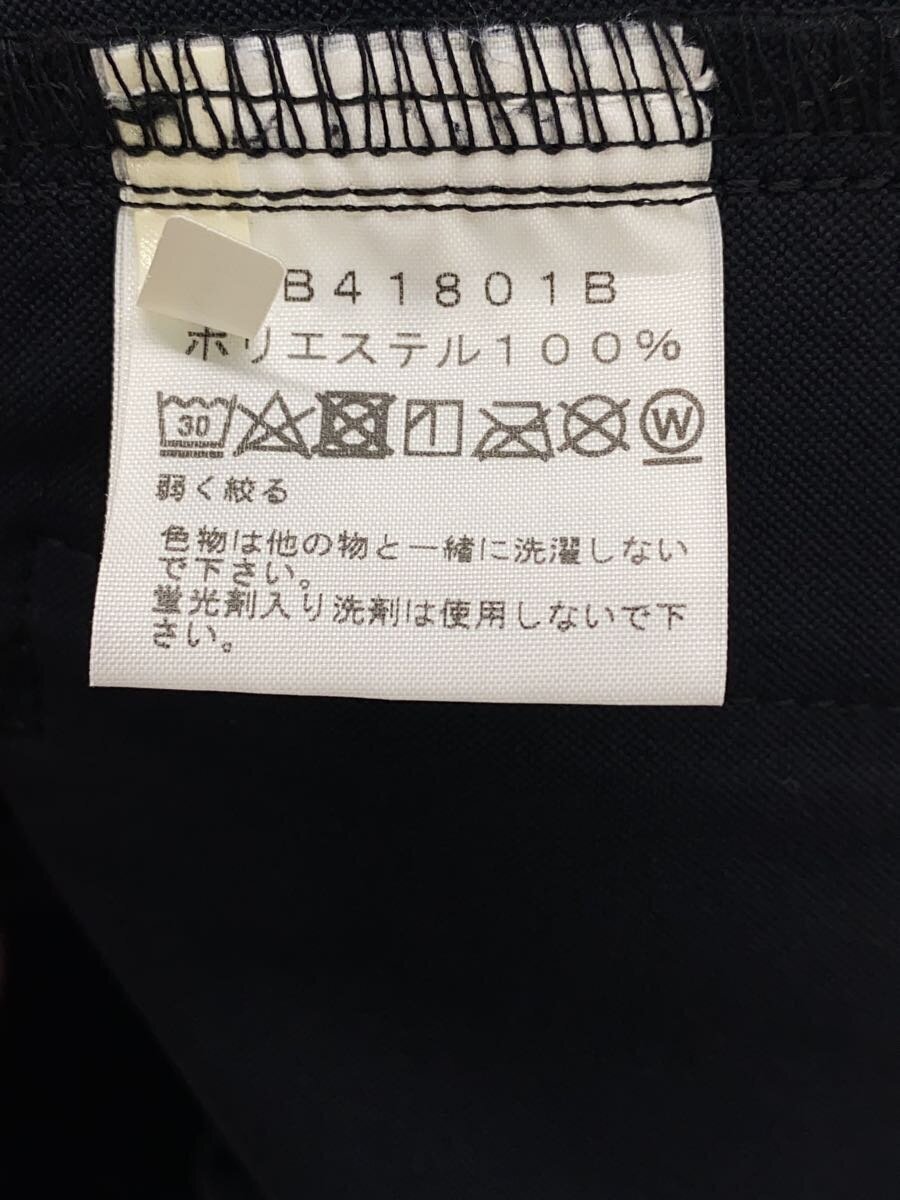 B41801B
ポリエステル100%
30 W
弱く絞る
色物は他の物と一緒に洗濯しない
で下さい。
蛍光剤入り洗剤は使用しないで下
さい。